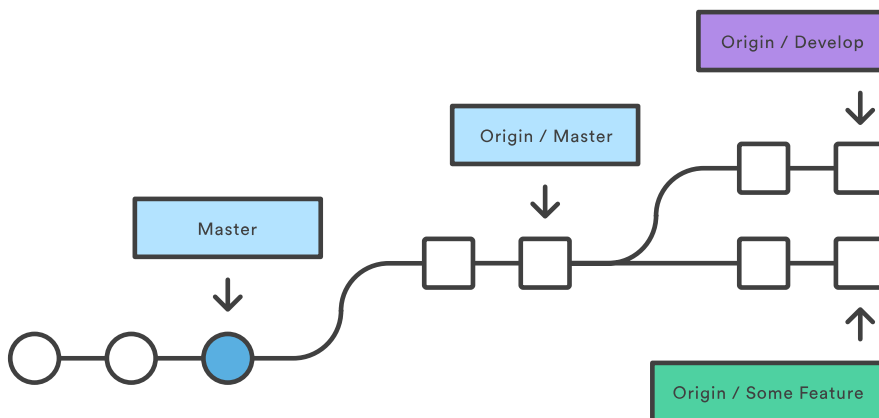 Origin / Develop
Origin / Master
Master
Origin / Some Feature